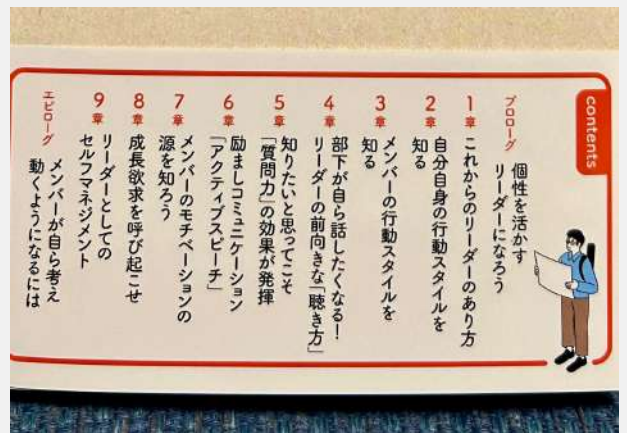 contents
プロローグ
個性を活かす
リーダーになろう
1章 これからのリーダーのあり方
2章 自分自身の行動スタイルを
知る
3章 メンバーの行動スタイルを
知る
4章 部下が自ら話したくなる！
リーダーの前向きな「聴き方」
5章 知りたいと思ってこそ
「質問力」の効果が発揮
6章 励ましコミュニケーション
「アクティブスピーチ」
7章 メンバーのモチベーションの
源を知ろう
8章 成長欲求を呼び起こせ
9章 リーダーとしての
セルフマネジメント
エピローグ
メンバーが自ら考え
動くようになるには